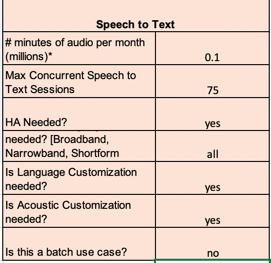 Speech to Text
# minutes of audio per month
(millions)*
0.1
Max Concurrent Speech to
Text Sessions
75
HA Needed?
yes
needed? [Broadband,
Narrowband, Shortform
all
Is Language Customization
needed?
yes
Is Acoustic Customization
needed?
yes
Is this a batch use case?
no